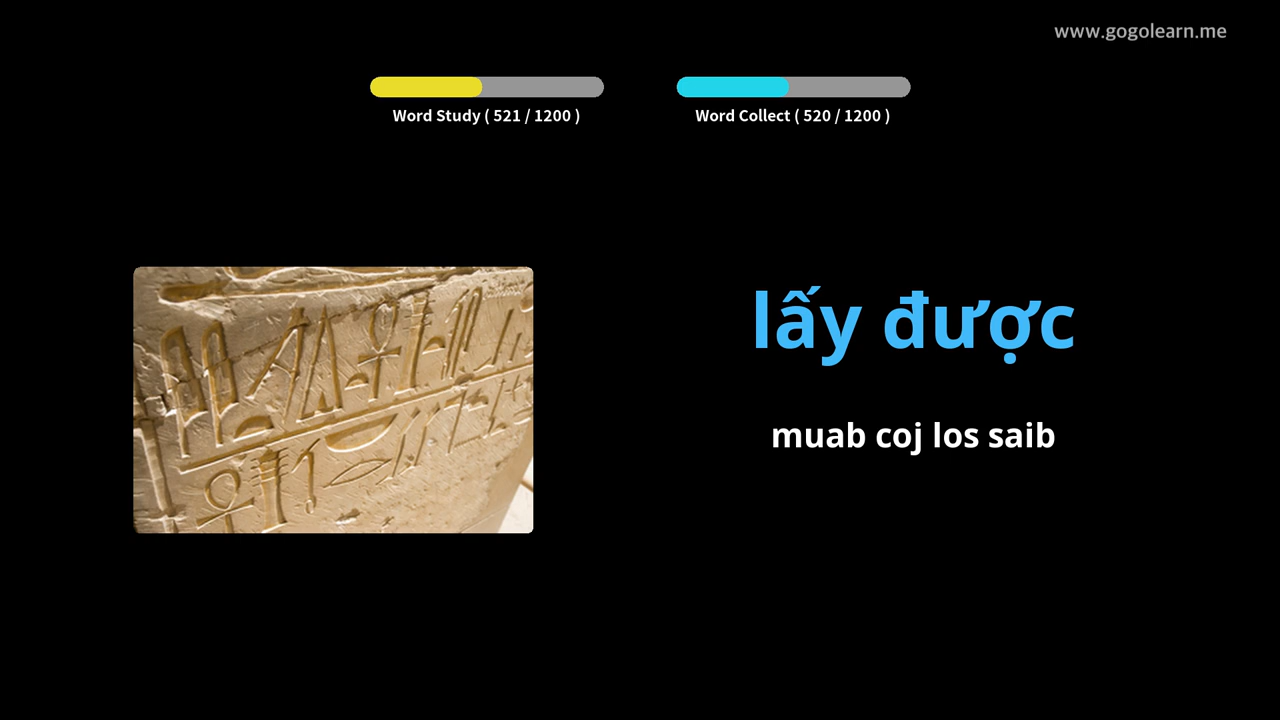 www.gogolearn.me
Word Study ( 521 / 1200 )
Word Collect ( 520 / 1200 )
lấy được
muab coj los saib